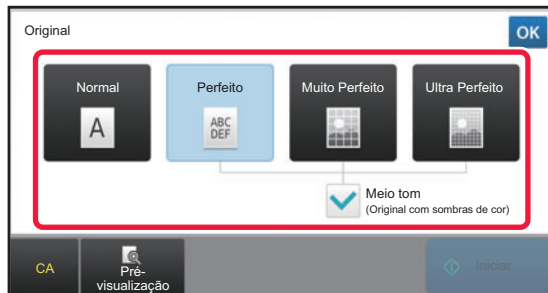 Original
OK
Normal
Perfeito
Muito Perfeito
Ultra Perfeito
A
ABC
DEF
Meio tom
(Original com sombras de cor)
CA
Pré-
visualização
Iniciar